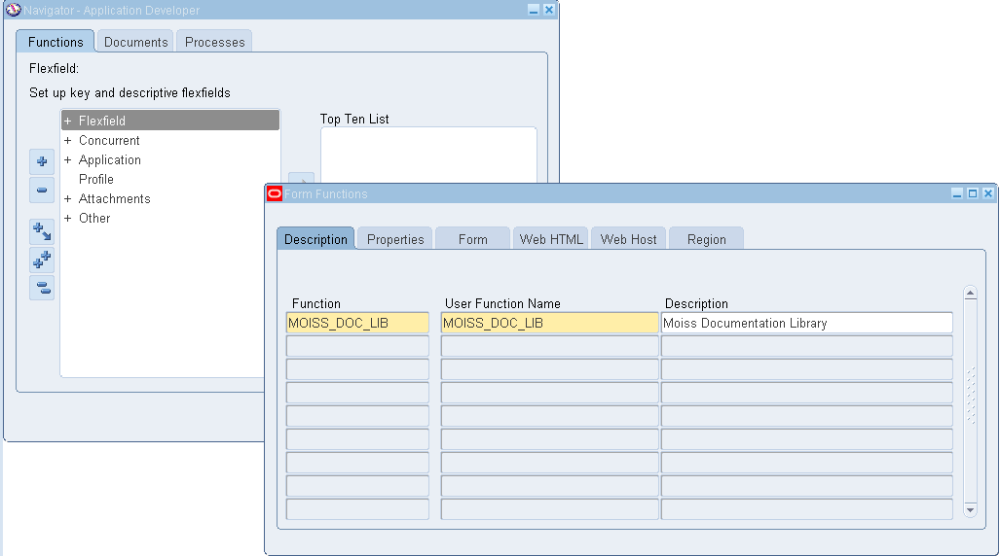 Navigator - Application Developer
Functions Documents Processes
Flexfield:
Set up key and descriptive flexfields
Top Ten List
+ Flexfield
+ Concurrent
+ Application
Profile
+ Attachments
+ Other
Form Functions
Description Properties Form Web HTML Web Host Region
Function User Function Name Description
MOISS_DOC_LIB MOISS_DOC_LIB Moiss Documentation Library